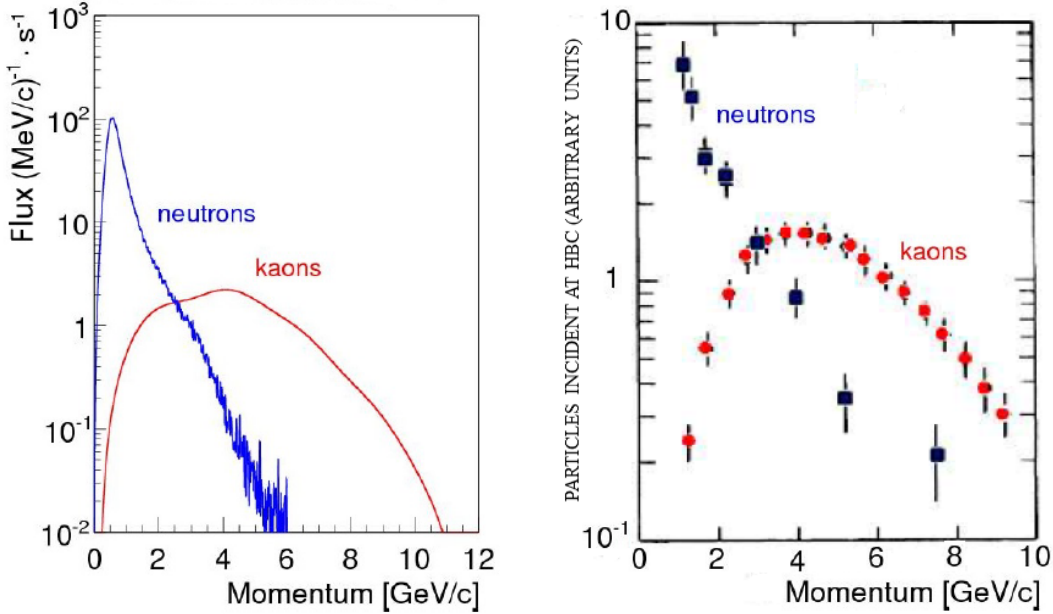 Flux (MeV/c)⁻¹ · s⁻¹
10³
10²
10
1
10⁻¹
10⁻²
neutrons
kaons
0
2
4
6
8
10
12
Momentum [GeV/c]
PARTICLES INCIDENT AT HBC (ARBITRARY UNITS)
10
1
10⁻¹
neutrons
kaons
0
2
4
6
8
10
Momentum [GeV/c]